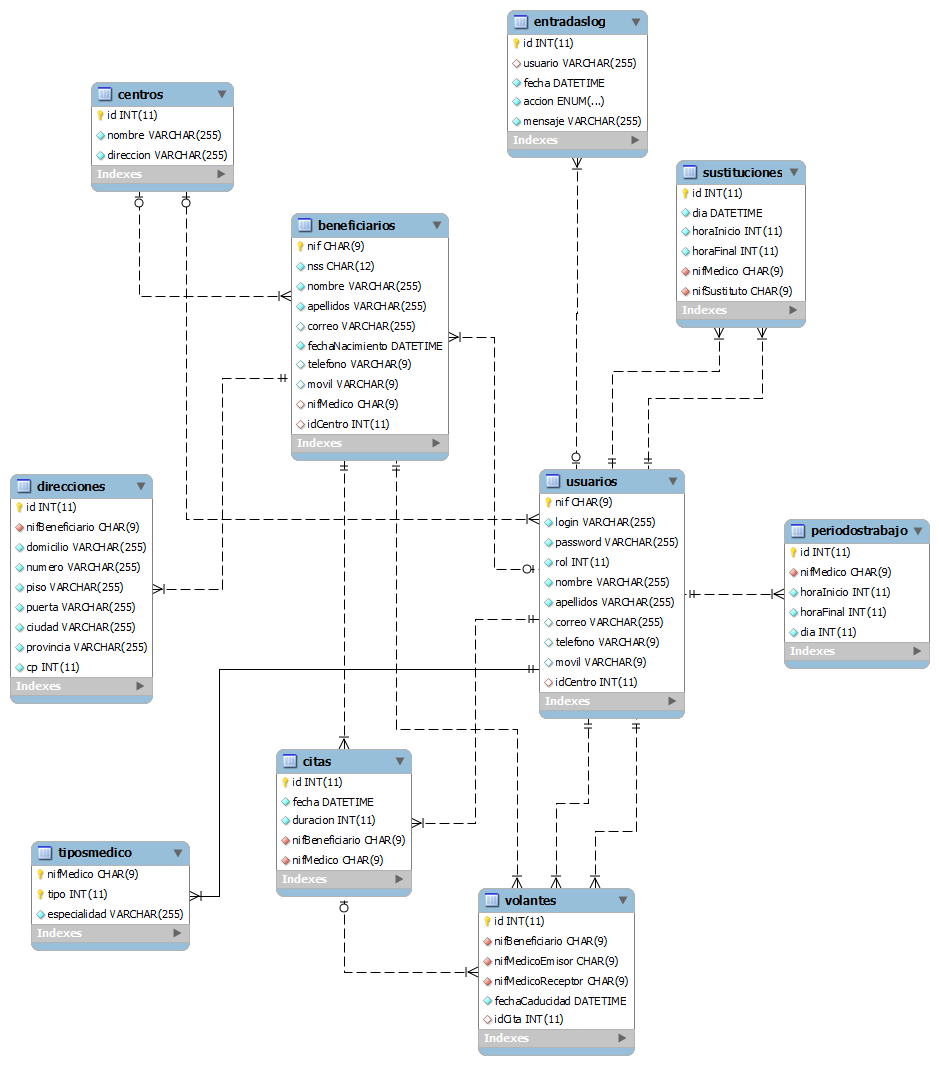 entradaslog
id INT(11)
usuario VARCHAR(255)
fecha DATETIME
accion ENUM(...)
mensaje VARCHAR(255)
Indexes
centros
id INT(11)
nombre VARCHAR(255)
direccion VARCHAR(255)
Indexes
sustituciones
id INT(11)
dia DATETIME
horaInicio INT(11)
horaFinal INT(11)
nifMedico CHAR(9)
nifSustituto CHAR(9)
Indexes
beneficiarios
nif CHAR(9)
nss CHAR(12)
nombre VARCHAR(255)
apellidos VARCHAR(255)
correo VARCHAR(255)
fechaNacimiento DATETIME
telefono VARCHAR(9)
movil VARCHAR(9)
nifMedico CHAR(9)
idCentro INT(11)
Indexes
direcciones
id INT(11)
nifBeneficiario CHAR(9)
domicilio VARCHAR(255)
numero VARCHAR(255)
piso VARCHAR(255)
puerta VARCHAR(255)
ciudad VARCHAR(255)
provincia VARCHAR(255)
cp INT(11)
Indexes
usuarios
nif CHAR(9)
login VARCHAR(255)
password VARCHAR(255)
rol INT(11)
nombre VARCHAR(255)
apellidos VARCHAR(255)
correo VARCHAR(255)
telefono VARCHAR(9)
movil VARCHAR(9)
idCentro INT(11)
Indexes
periodostrabajo
id INT(11)
nifMedico CHAR(9)
horaInicio INT(11)
horaFinal INT(11)
dia INT(11)
Indexes
citas
id INT(11)
fecha DATETIME
duracion INT(11)
nifBeneficiario CHAR(9)
nifMedico CHAR(9)
Indexes
tiposmedico
nifMedico CHAR(9)
tipo INT(11)
especialidad VARCHAR(255)
Indexes
volantes
id INT(11)
nifBeneficiario CHAR(9)
nifMedicoEmisor CHAR(9)
nifMedicoReceptor CHAR(9)
fechaCaducidad DATETIME
idCita INT(11)
Indexes